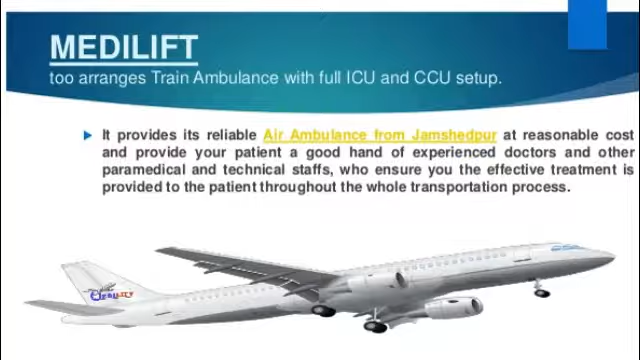 MEDILIFT
too arranges Train Ambulance with full ICU and CCU setup.
It provides its reliable Air Ambulance from Jamshedpur at reasonable cost
and provide your patient a good hand of experienced doctors and other
paramedical and technical staffs, who ensure you the effective treatment is
provided to the patient throughout the whole transportation process.